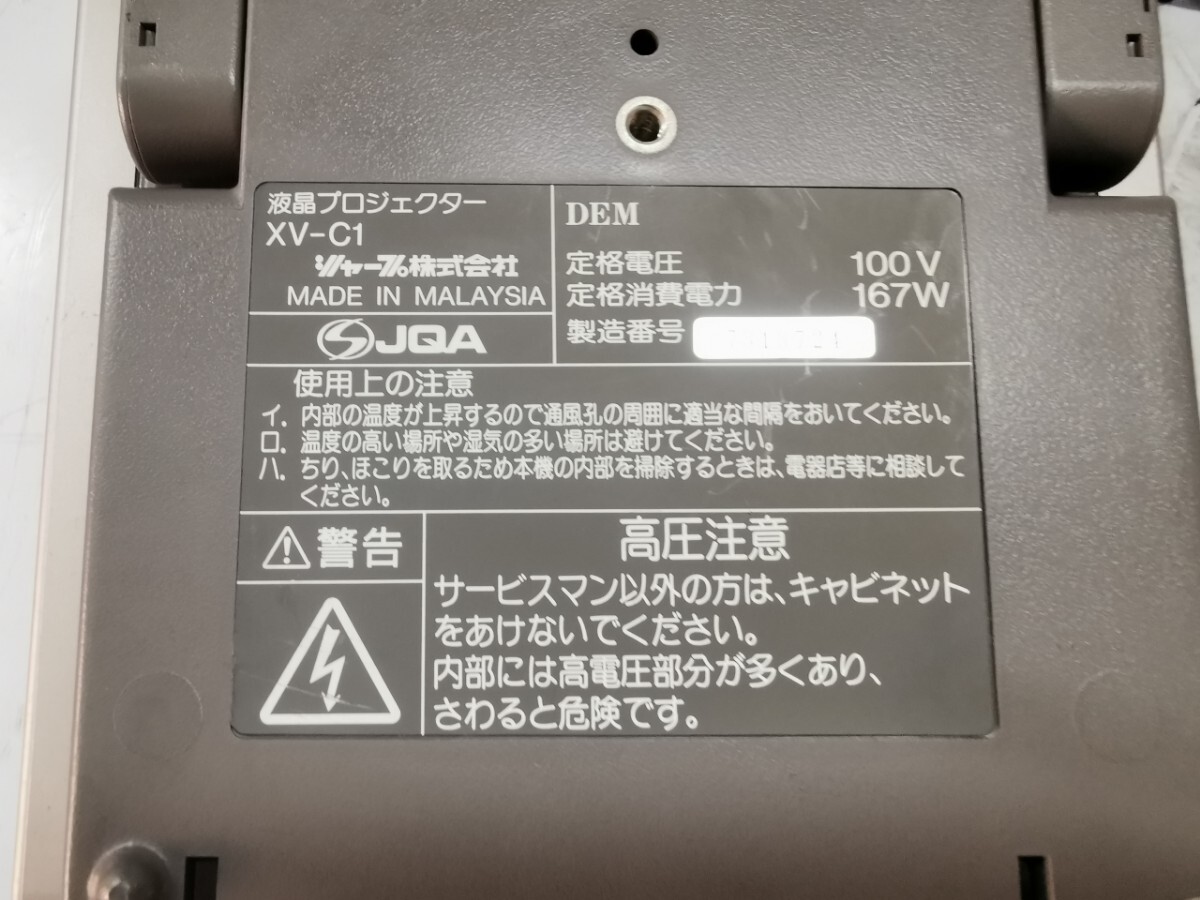 液晶プロジェクター
XV-C1
シャープ株式会社
MADE IN MALAYSIA
JQA
DEM
定格電圧 100V
定格消費電力 167W
製造番号
使用上の注意
イ. 内部の温度が上昇するので通風孔の周囲に適当な間隔をおいてください。
ロ. 温度の高い場所や湿気の多い場所は避けてください。
ハ. ちり、ほこりを取るため本機の内部を掃除するときは、電器店等に相談して
ください。
警告
高圧注意
サービスマン以外の方は、キャビネット
をあけないでください。
内部には高電圧部分が多くあり、
さわると危険です。